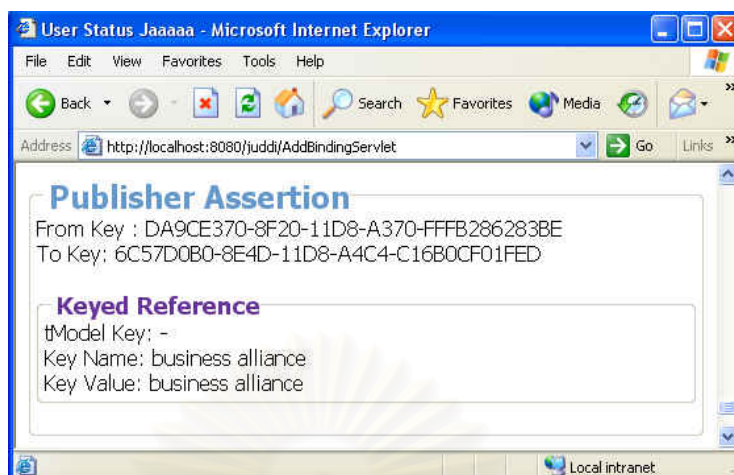 User Status Jaaaaa - Microsoft Internet Explorer
File Edit View Favorites Tools Help
Back Search Favorites Media »
Address http://localhost:8080/juddi/AddBindingServlet Go Links »
Publisher Assertion
From Key : DA9CE370-8F20-11D8-A370-FFFB286283BE
To Key: 6C57D0B0-8E4D-11D8-A4C4-C16B0CF01FED
Keyed Reference
tModel Key: -
Key Name: business alliance
Key Value: business alliance
Local intranet